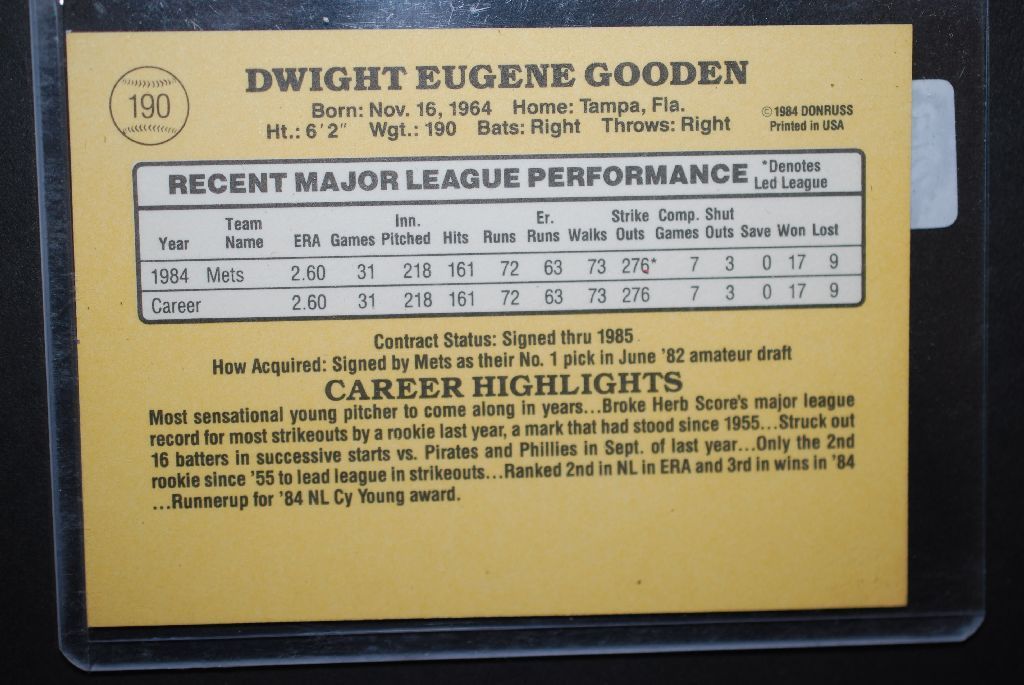 190
DWIGHT EUGENE GOODEN
Born: Nov. 16, 1964 Home: Tampa, Fla.
Ht.: 6'2" Wgt.: 190 Bats: Right Throws: Right
©1984 DONRUSS
Printed in USA
RECENT MAJOR LEAGUE PERFORMANCE
*Denotes
Led League
Year Team Name ERA Games Inn. Pitched Hits Runs Er. Runs Walks Strike Outs Comp. Games Shut Outs Save Won Lost
1984 Mets 2.60 31 218 161 72 63 73 276* 7 3 0 17 9
Career 2.60 31 218 161 72 63 73 276 7 3 0 17 9
Contract Status: Signed thru 1985
How Acquired: Signed by Mets as their No. 1 pick in June '82 amateur draft
CAREER HIGHLIGHTS
Most sensational young pitcher to come along in years...Broke Herb Score's major league
record for most strikeouts by a rookie last year, a mark that had stood since 1955...Struck out
16 batters in successive starts vs. Pirates and Phillies in Sept. of last year...Only the 2nd
rookie since '55 to lead league in strikeouts...Ranked 2nd in NL in ERA and 3rd in wins in '84
...Runnerup for '84 NL Cy Young award.